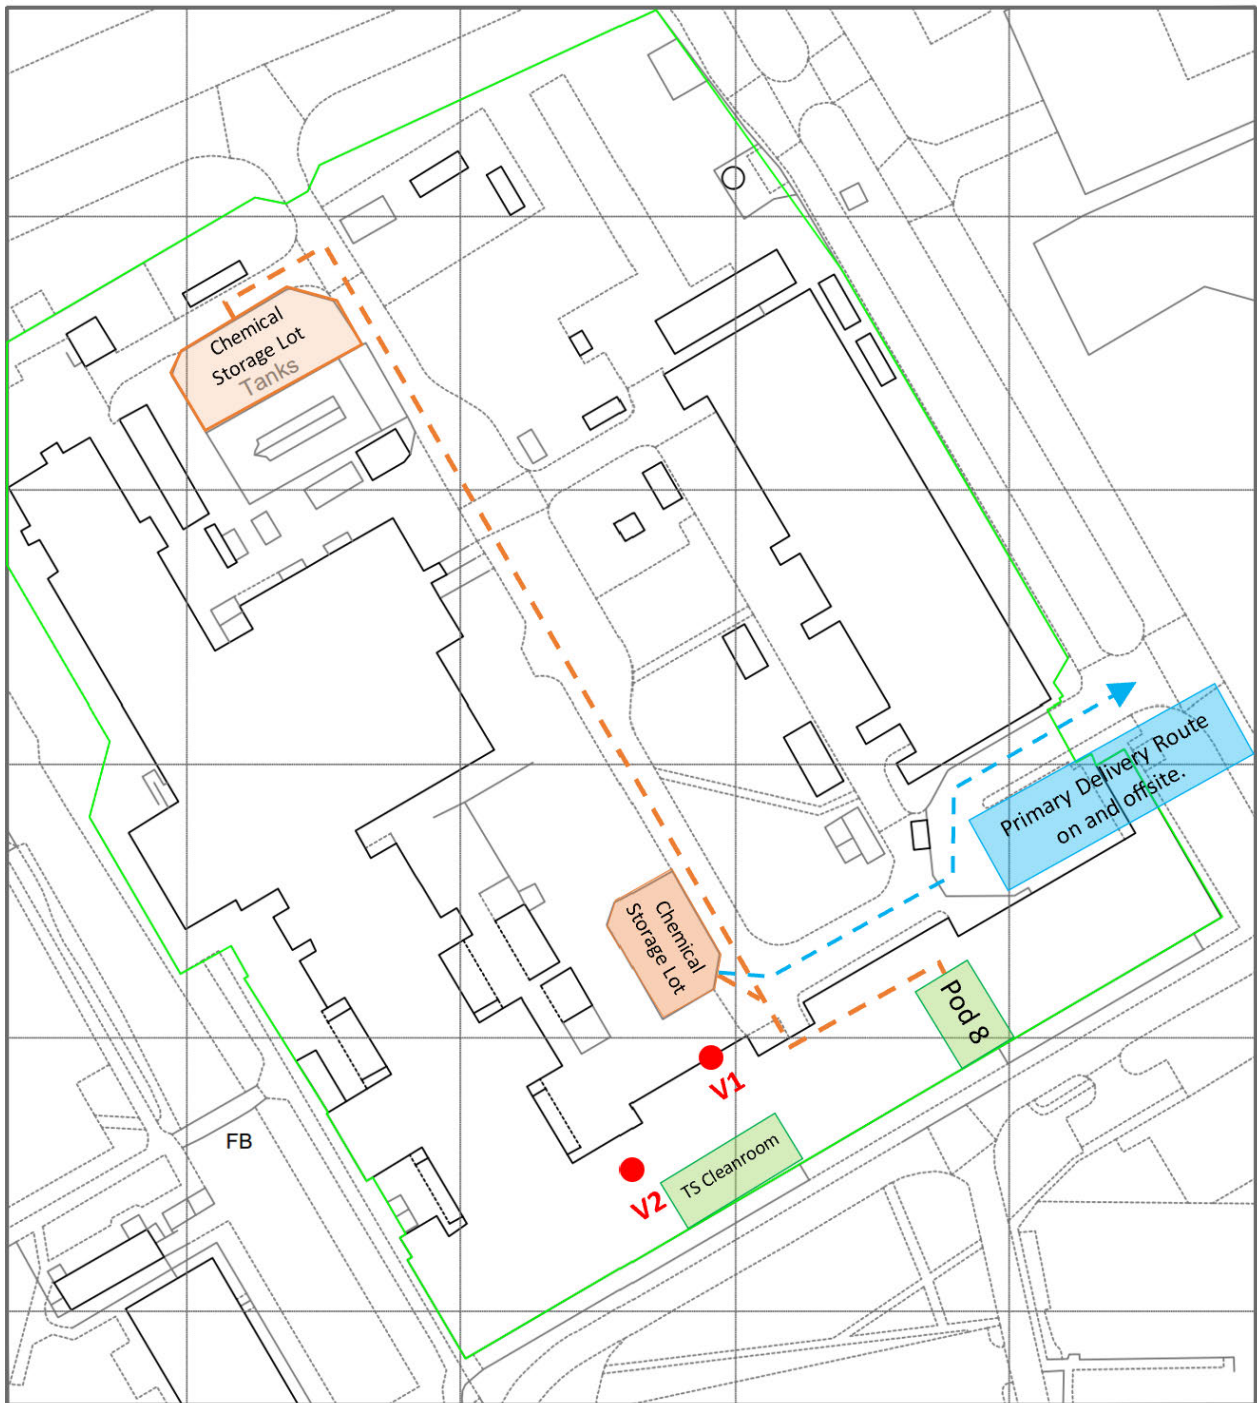 Chemical
Storage Lot
Tanks
Primary Delivery Route
on and offsite.
Chemical
Storage Lot
Pod 8
V1
FB
TS Cleanroom
V2